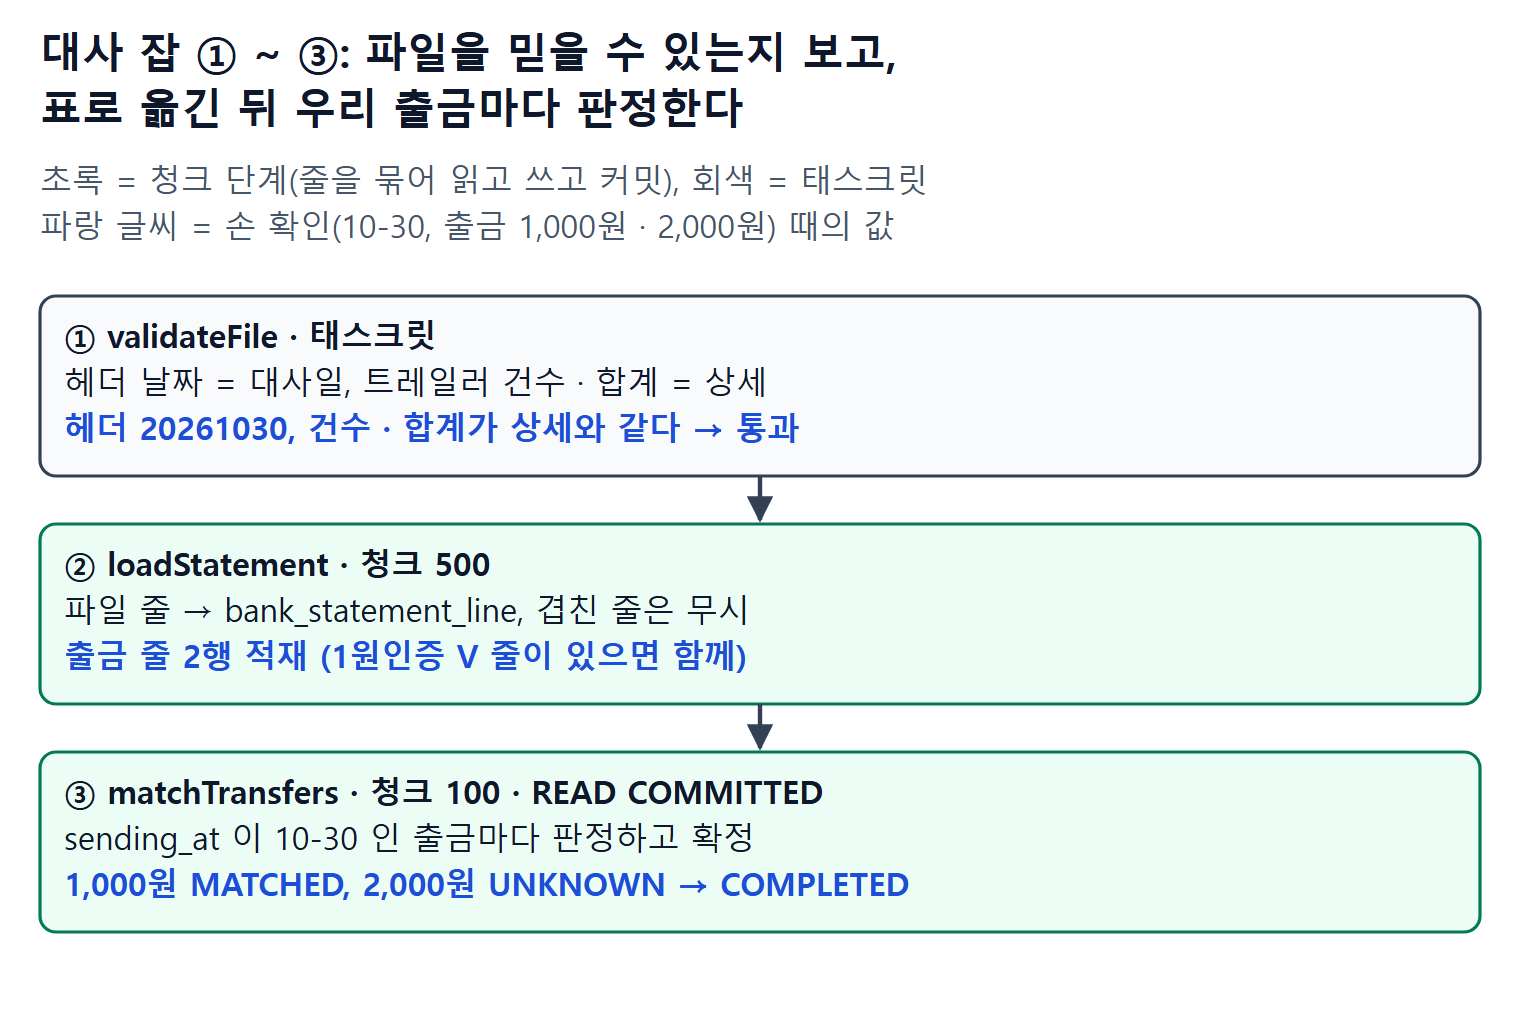 대사 잡 ① ~ ③: 파일을 믿을 수 있는지 보고,
표로 옮긴 뒤 우리 출금마다 판정한다
초록 = 청크 단계(줄을 묶어 읽고 쓰고 커밋), 회색 = 태스크릿
파랑 글씨 = 손 확인(10-30, 출금 1,000원 · 2,000원) 때의 값
① validateFile · 태스크릿
헤더 날짜 = 대사일, 트레일러 건수 · 합계 = 상세
헤더 20261030, 건수 · 합계가 상세와 같다 → 통과
② loadStatement · 청크 500
파일 줄 → bank_statement_line, 겹친 줄은 무시
출금 줄 2행 적재 (1원인증 V 줄이 있으면 함께)
③ matchTransfers · 청크 100 · READ COMMITTED
sending_at 이 10-30 인 출금마다 판정하고 확정
1,000원 MATCHED, 2,000원 UNKNOWN → COMPLETED